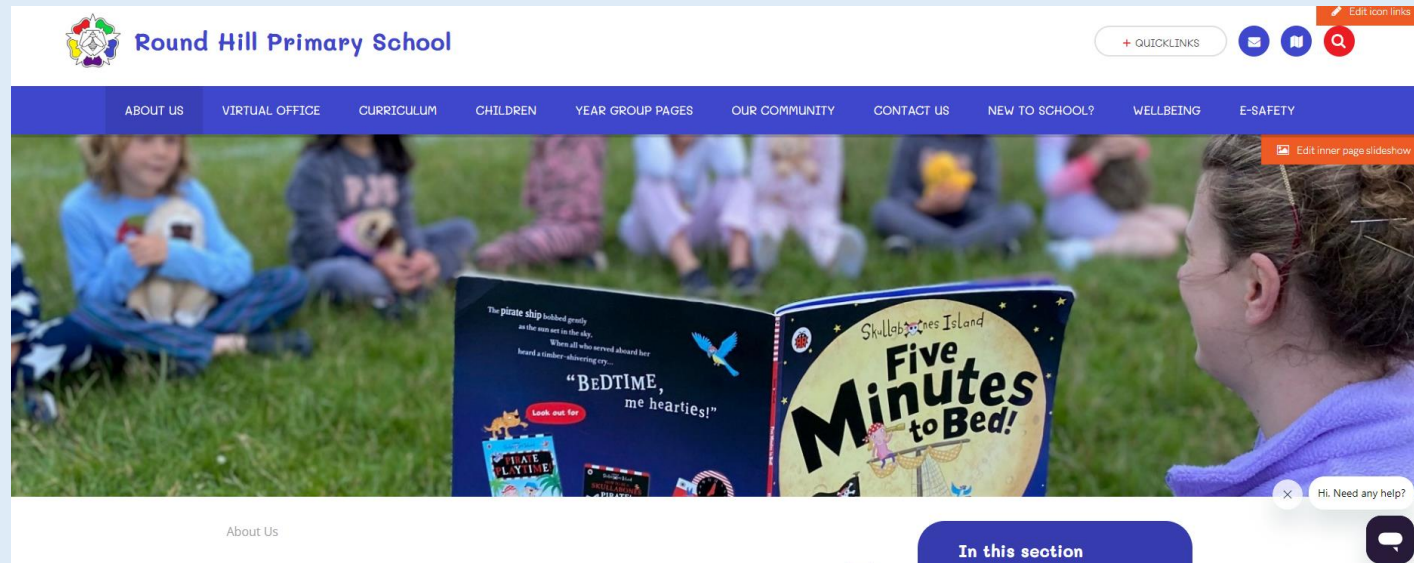 Edit icon links
Round Hill Primary School
+ QUICKLINKS
ABOUT US VIRTUAL OFFICE CURRICULUM CHILDREN YEAR GROUP PAGES OUR COMMUNITY CONTACT US NEW TO SCHOOL? WELLBEING E-SAFETY
Edit inner page slideshow
PJS
The pirate ship bobbed gently
as the sun set in the sky,
When all who served aboard her
heard a timber-shivering cry...
"BEDTIME,
me hearties!"
Look out for
PIRATE
PLAYTIME!
Skullabones Island
Five
Minutes
to Bed!
Hi. Need any help?
About Us
In this section